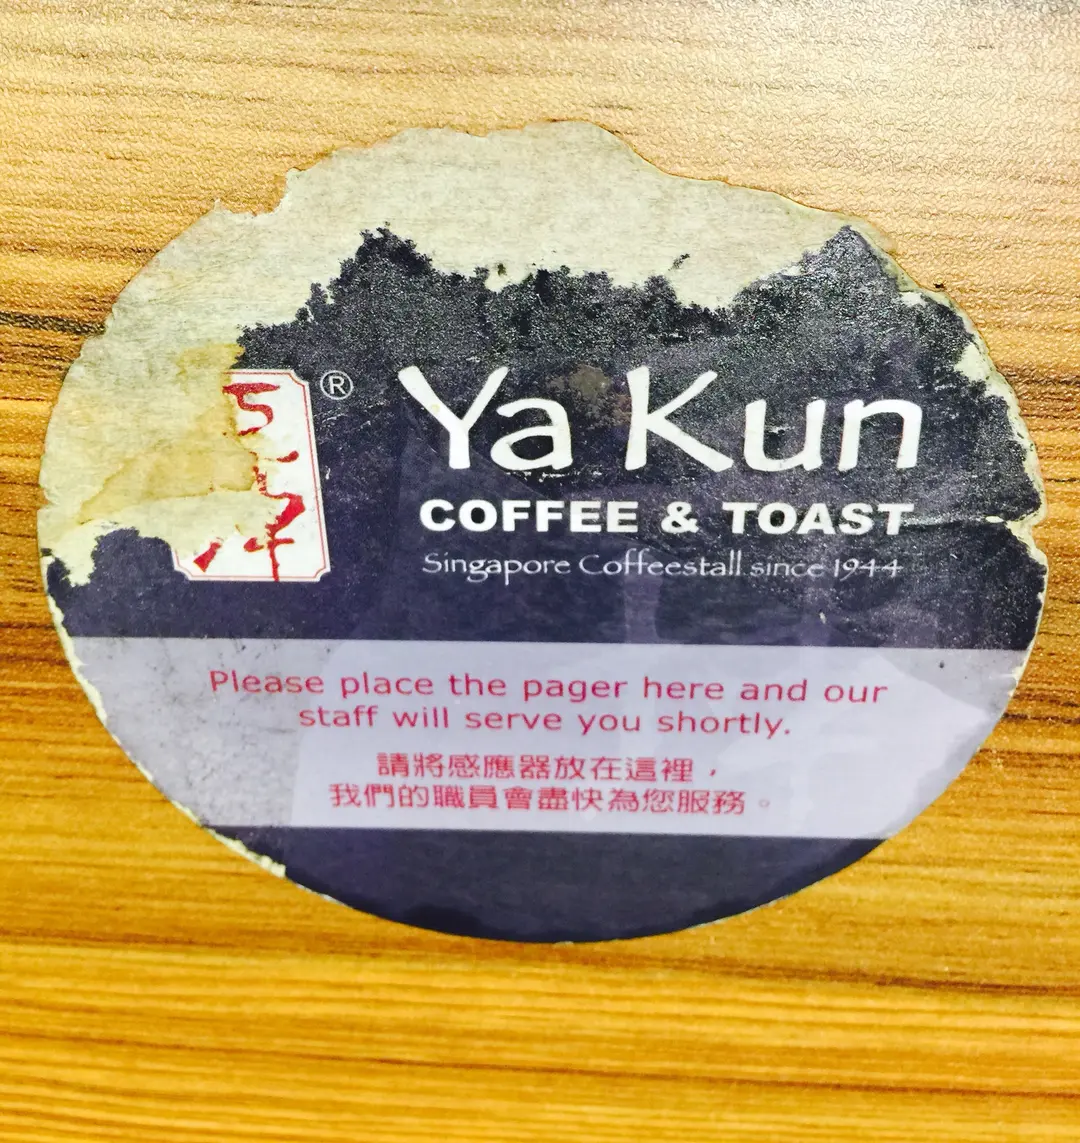 ®
Ya Kun
COFFEE & TOAST
Singapore Coffeestall since 1944
Please place the pager here and our
staff will serve you shortly.
請將感應器放在這裡，
我們的職員會盡快為您服務。